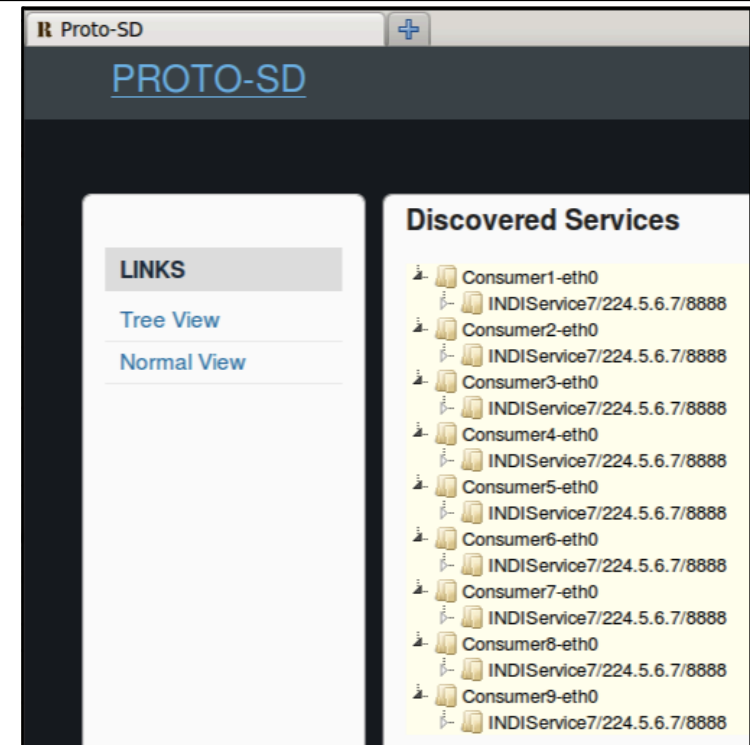 R Proto-SD
PROTO-SD
LINKS
Tree View
Normal View
Discovered Services
Consumer1-eth0
INDIService7/224.5.6.7/8888
Consumer2-eth0
INDIService7/224.5.6.7/8888
Consumer3-eth0
INDIService7/224.5.6.7/8888
Consumer4-eth0
INDIService7/224.5.6.7/8888
Consumer5-eth0
INDIService7/224.5.6.7/8888
Consumer6-eth0
INDIService7/224.5.6.7/8888
Consumer7-eth0
INDIService7/224.5.6.7/8888
Consumer8-eth0
INDIService7/224.5.6.7/8888
Consumer9-eth0
INDIService7/224.5.6.7/8888